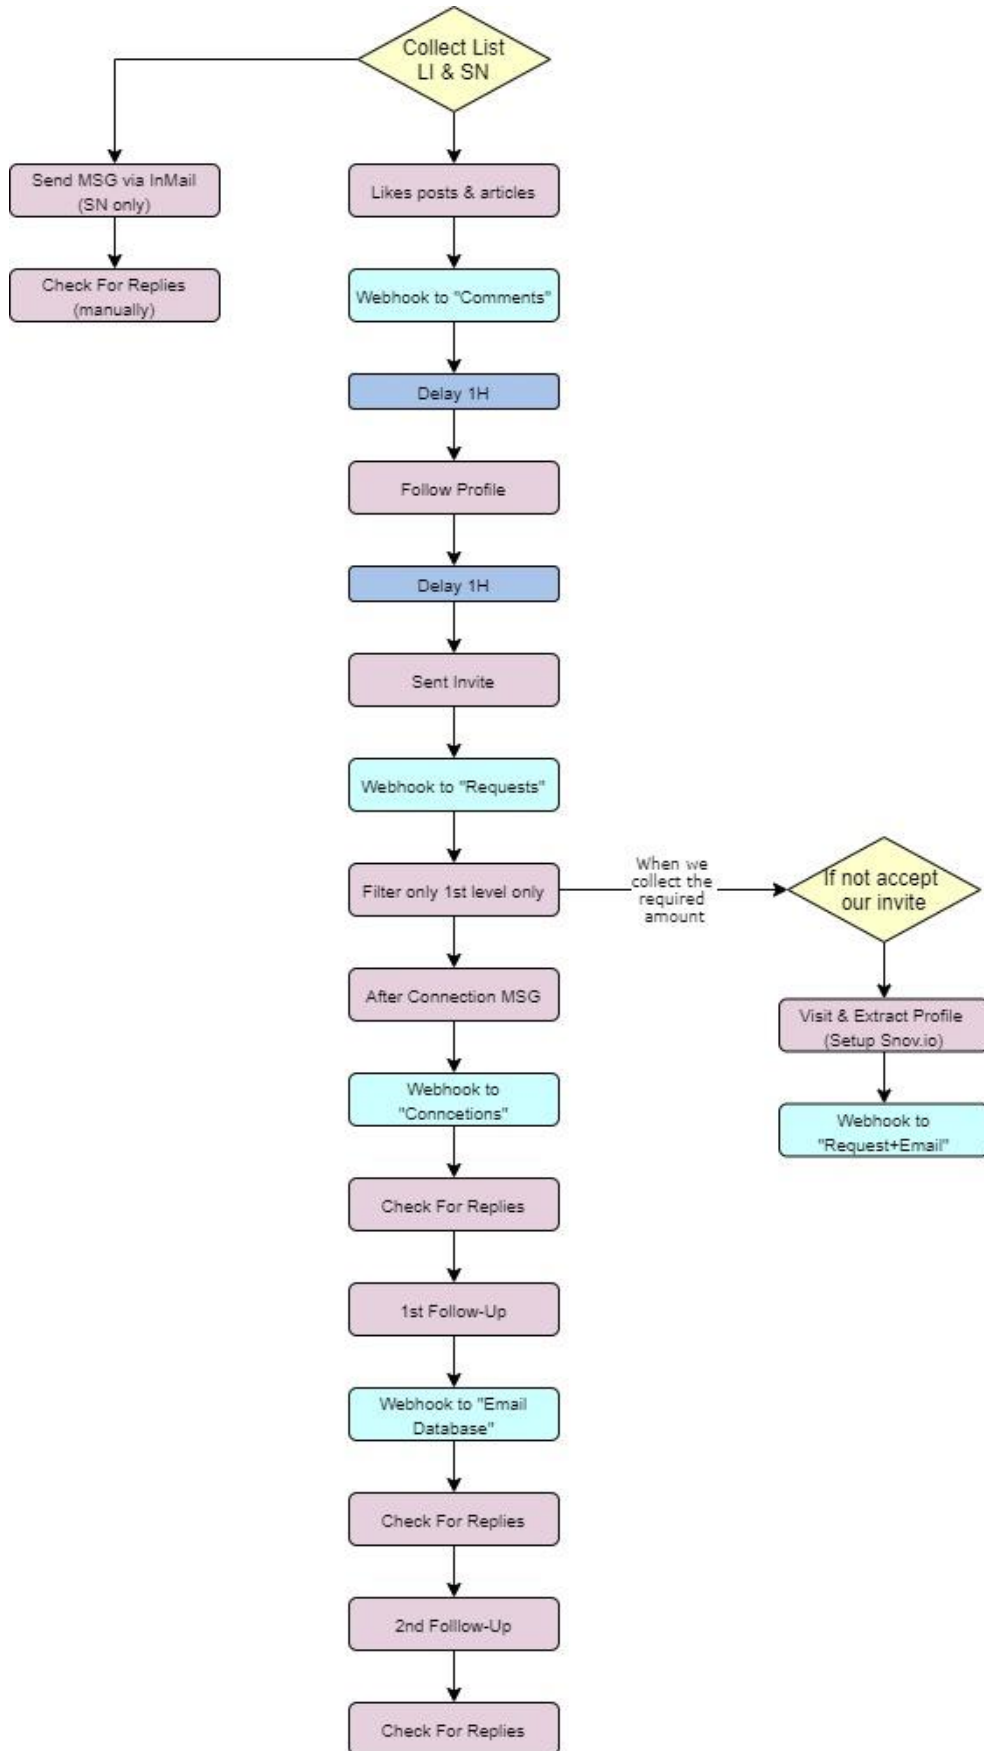 Collect List
LI & SN
Send MSG via InMail
(SN only)
Likes posts & articles
Check For Replies
(manually)
Webhook to "Comments"
Delay 1H
Follow Profile
Delay 1H
Sent Invite
Webhook to "Requests"
Filter only 1st level only
When we
collect the
required
amount
If not accept
our invite
After Connection MSG
Visit & Extract Profile
(Setup Snov.io)
Webhook to
"Conncetions"
Webhook to
"Request+Email"
Check For Replies
1st Follow-Up
Webhook to "Email
Database"
Check For Replies
2nd Folllow-Up
Check For Replies